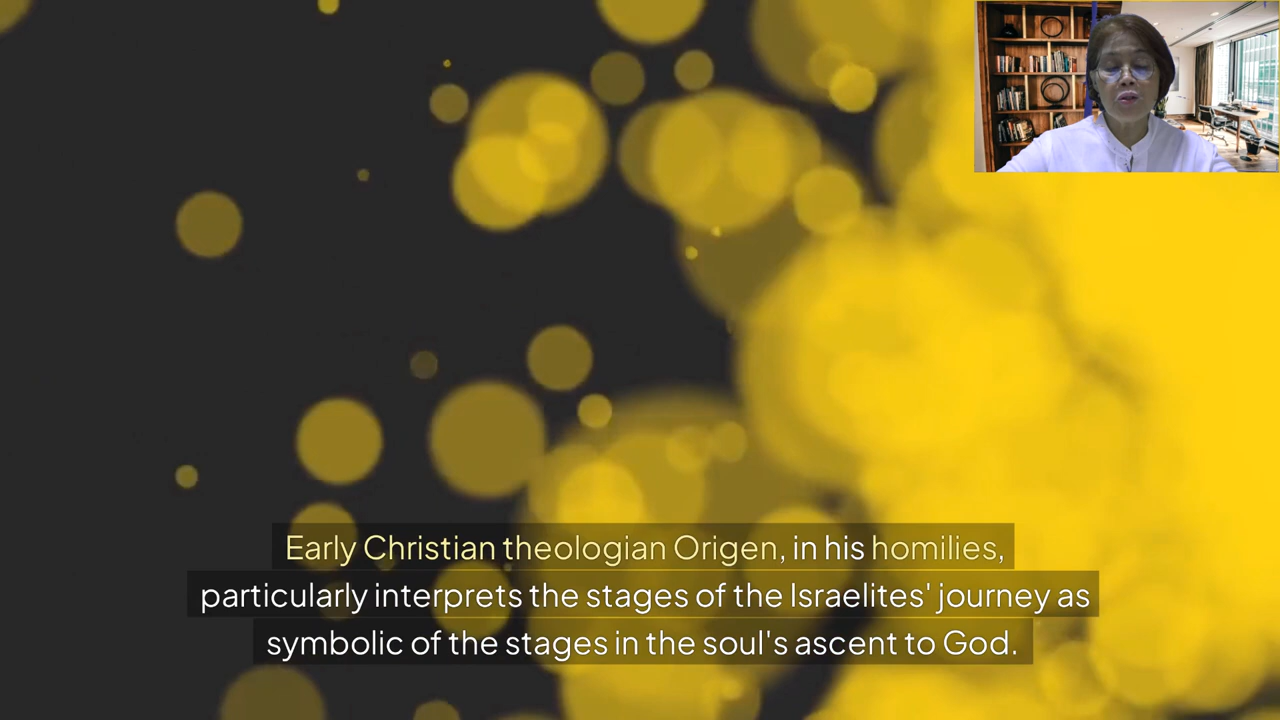 Early Christian theologian Origen, in his homilies,
particularly interprets the stages of the Israelites' journey as
symbolic of the stages in the soul's ascent to God.